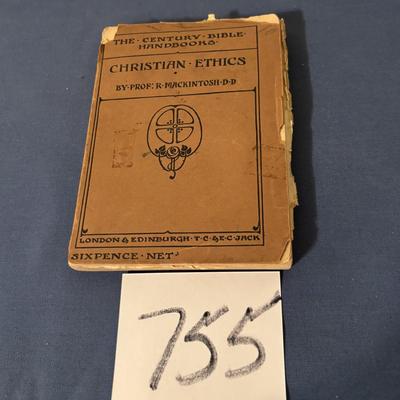 THE · CENTURY · BIBLE ·
HANDBOOKS ·
CHRISTIAN · ETHICS
BY · PROF: R · MACKINTOSH · D · D
LONDON & EDINBURGH · T · C · & E · C · JACK
SIXPENCE · NET
755